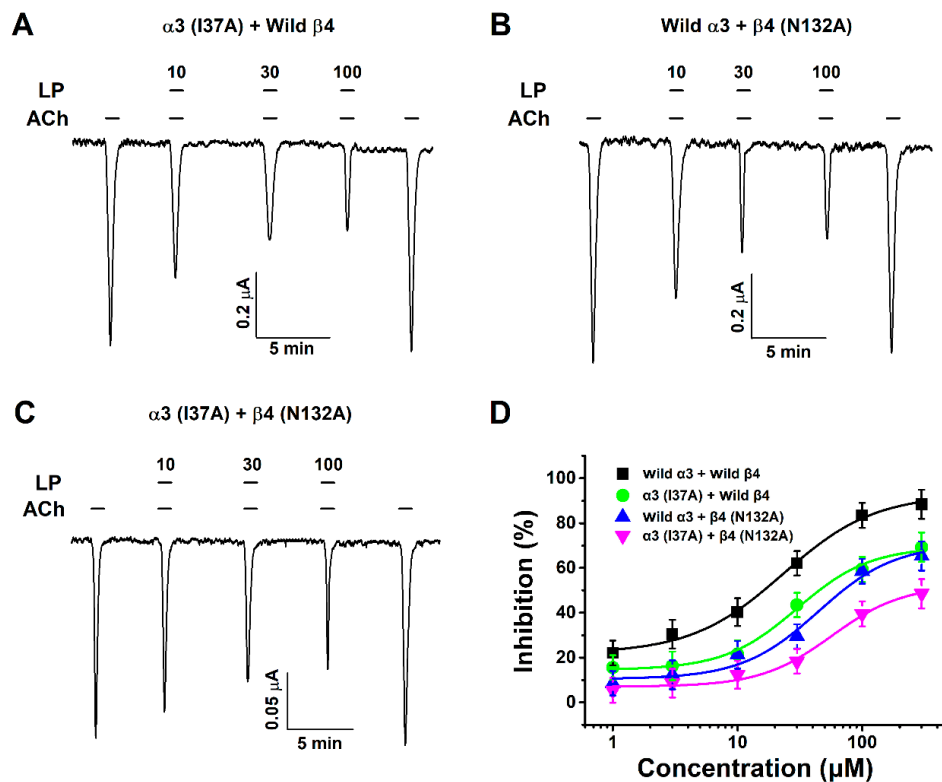 A
α3 (I37A) + Wild β4
10 30 100
LP
ACh
0.2 µA
5 min
B
Wild α3 + β4 (N132A)
10 30 100
LP
ACh
0.2 µA
5 min
C
α3 (I37A) + β4 (N132A)
10 30 100
LP
ACh
0.05 µA
5 min
D
wild α3 + wild β4
α3 (I37A) + wild β4
Wild α3 + β4 (N132A)
α3 (I37A) + β4 (N132A)
Inhibition (%)
100
80
60
40
20
0
1 10 100
Concentration (µM)